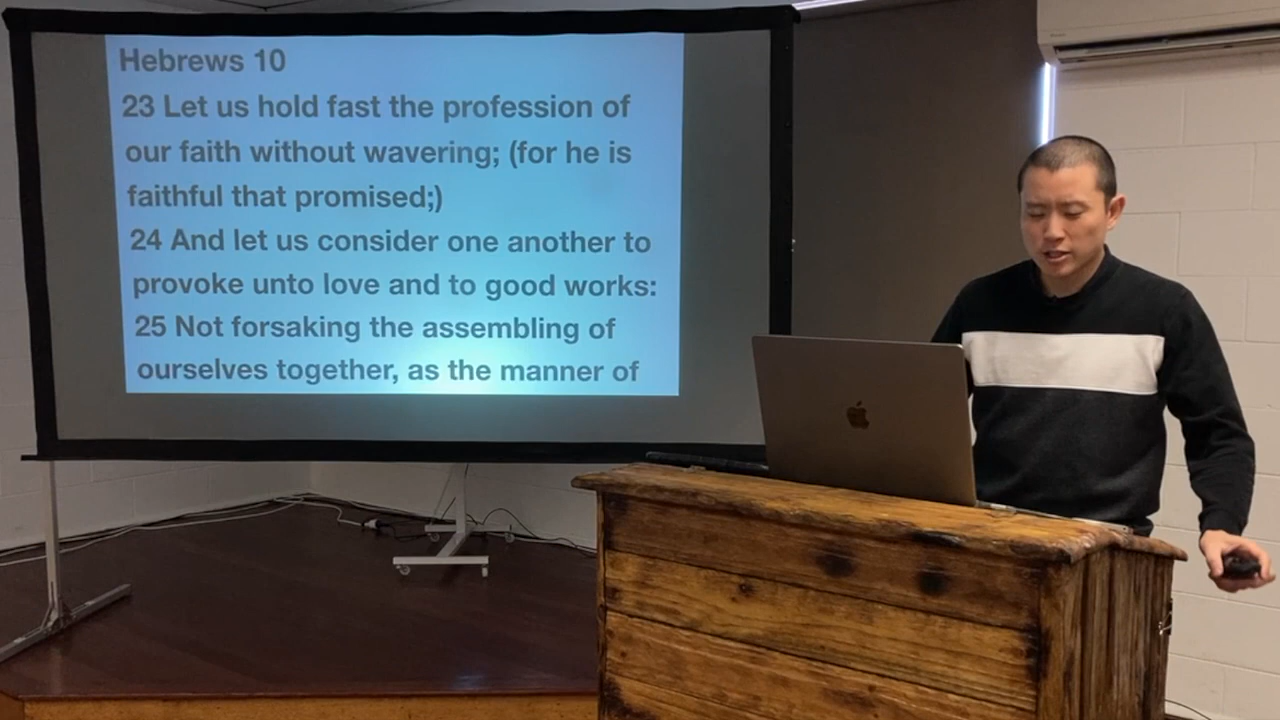 Hebrews 10
23 Let us hold fast the profession of
our faith without wavering; (for he is
faithful that promised;)
24 And let us consider one another to
provoke unto love and to good works:
25 Not forsaking the assembling of
ourselves together, as the manner of